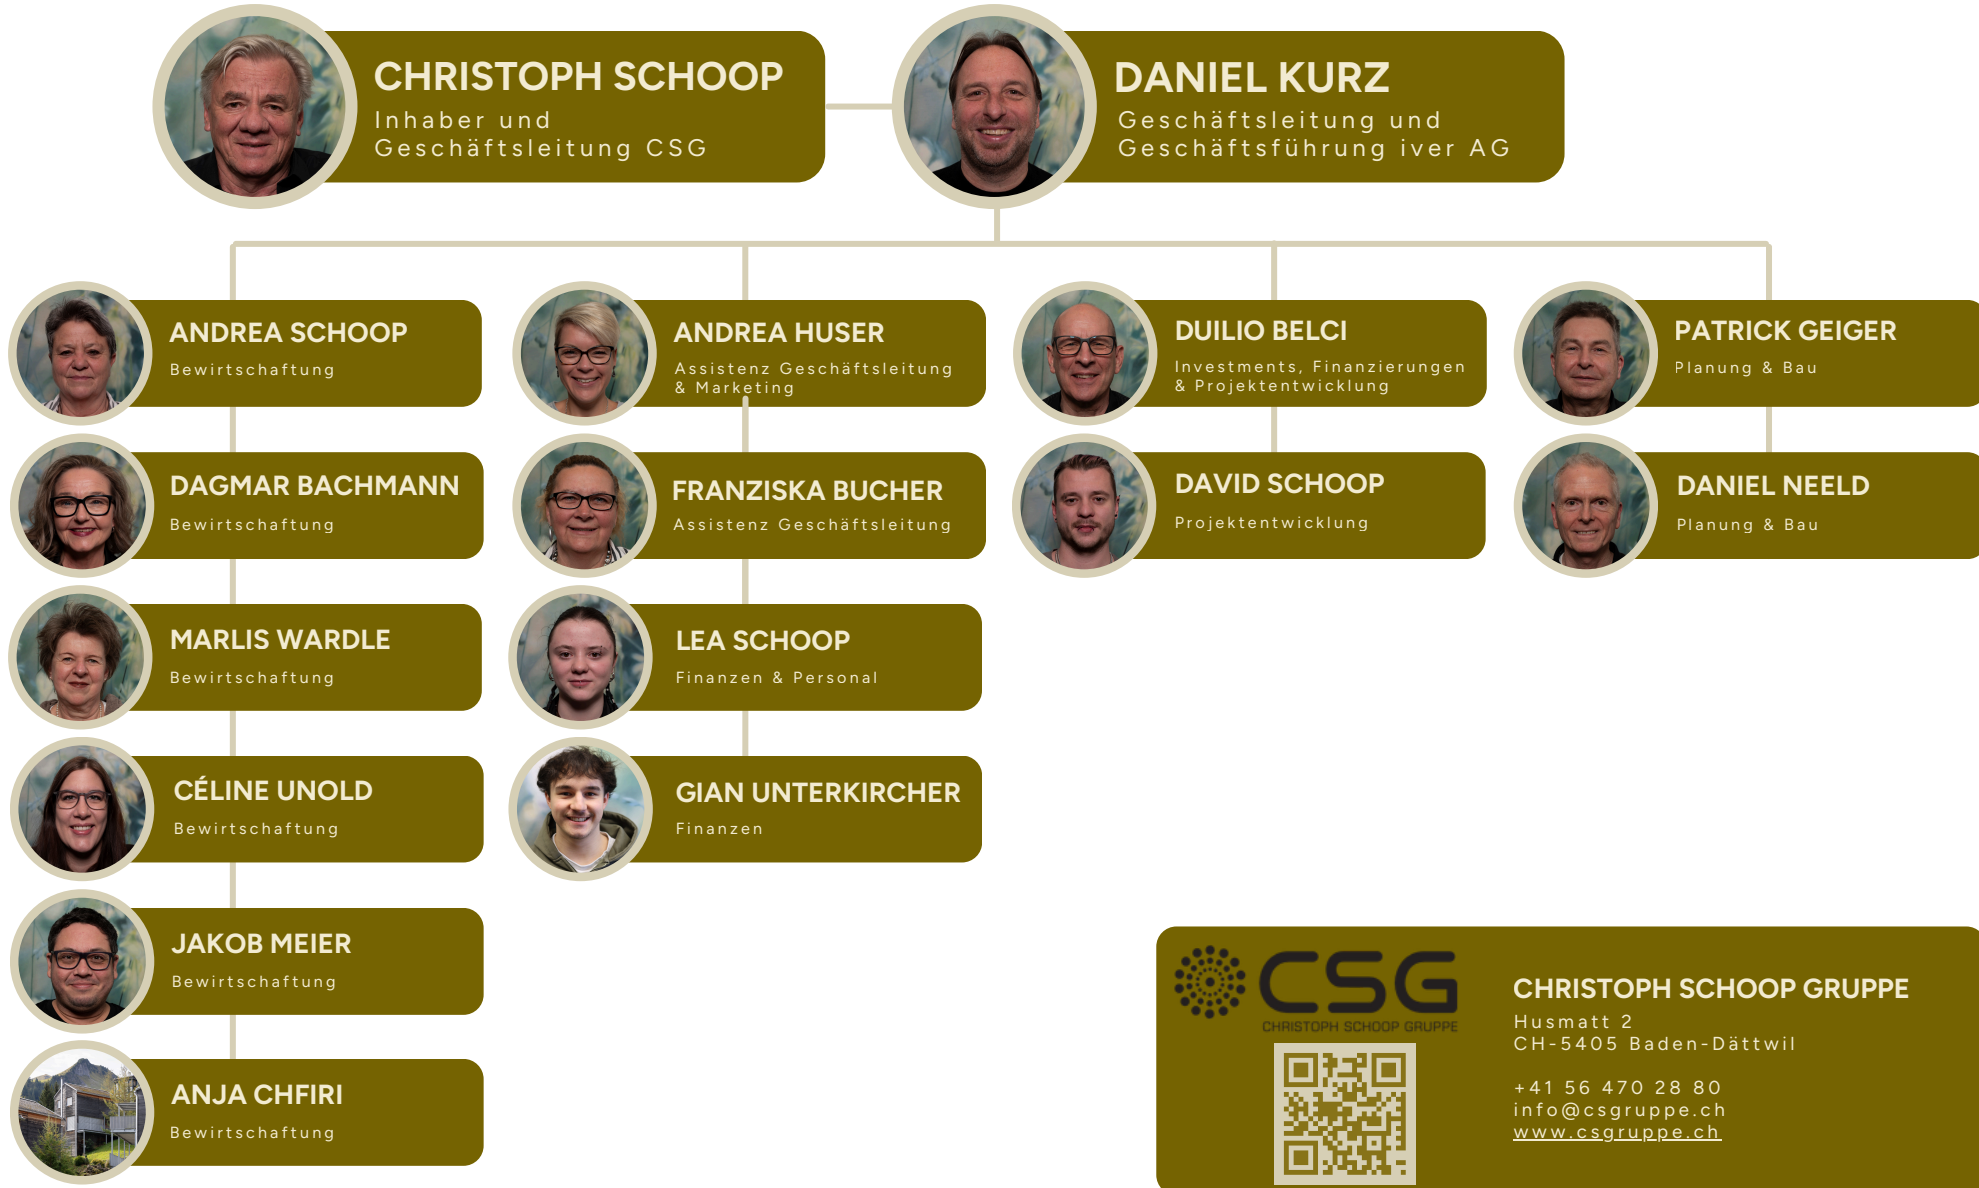 CHRISTOPH SCHOOP
Inhaber und
Geschäftsleitung CSG
DANIEL KURZ
Geschäftsleitung und
Geschäftsführung iver AG
ANDREA SCHOOP
Bewirtschaftung
ANDREA HUSER
Assistenz Geschäftsleitung
& Marketing
DUILIO BELCI
Investments, Finanzierungen
& Projektentwicklung
PATRICK GEIGER
Planung & Bau
DAGMAR BACHMANN
Bewirtschaftung
FRANZISKA BUCHER
Assistenz Geschäftsleitung
DAVID SCHOOP
Projektentwicklung
DANIEL NEELD
Planung & Bau
MARLIS WARDLE
Bewirtschaftung
LEA SCHOOP
Finanzen & Personal
CÉLINE UNOLD
Bewirtschaftung
GIAN UNTERKIRCHER
Finanzen
JAKOB MEIER
Bewirtschaftung
ANJA CHFIRI
Bewirtschaftung
CSG
CHRISTOPH SCHOOP GRUPPE
CHRISTOPH SCHOOP GRUPPE
Husmatt 2
CH-5405 Baden-Dättwil
+41 56 470 28 80
info@csgruppe.ch
www.csgruppe.ch